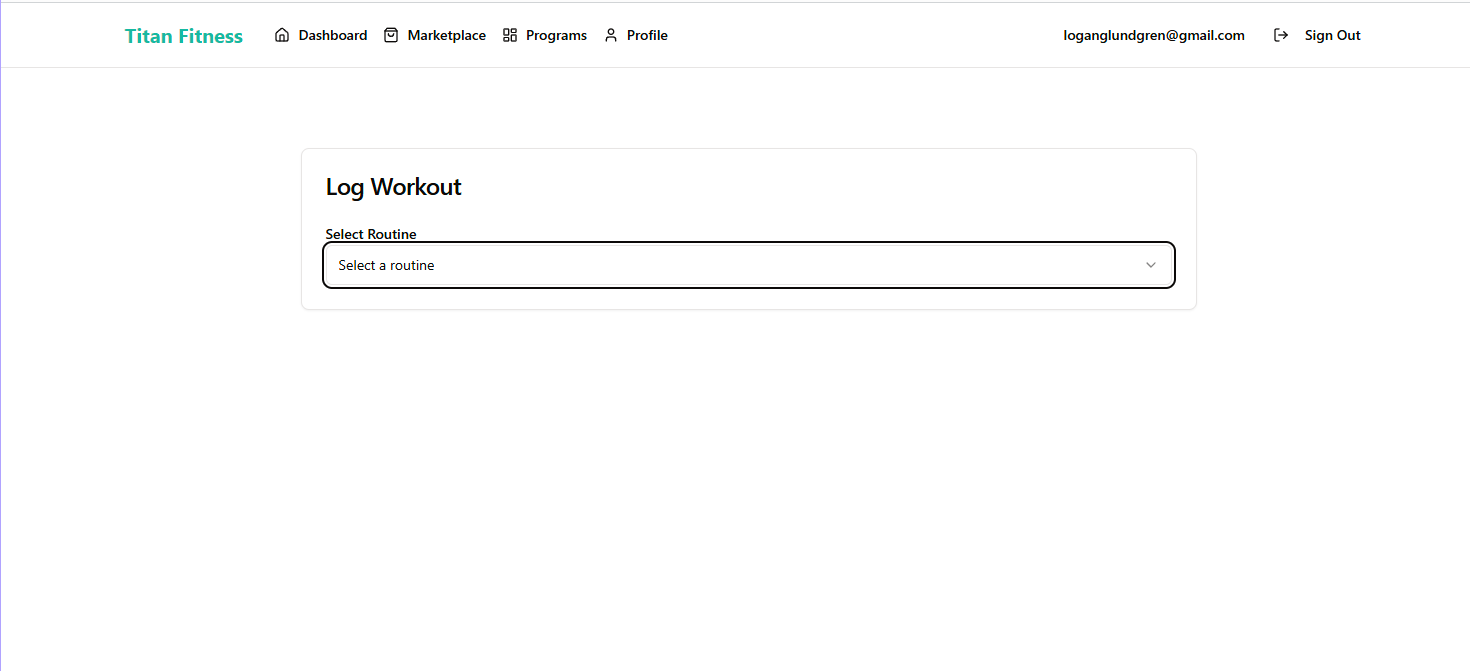 Titan Fitness Dashboard Marketplace Programs Profile loganglundgren@gmail.com Sign Out
Log Workout
Select Routine
Select a routine